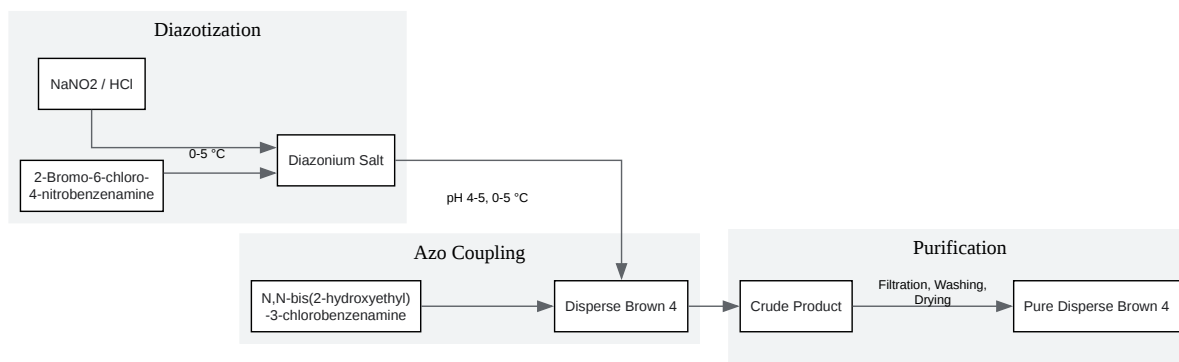 Diazotization
NaNO2 / HCl
0-5 °C
Diazonium Salt
2-Bromo-6-chloro-
4-nitrobenzenamine
pH 4-5, 0-5 °C
Azo Coupling
N,N-bis(2-hydroxyethyl)
-3-chlorobenzenamine
Disperse Brown 4
Purification
Crude Product
Filtration, Washing,
Drying
Pure Disperse Brown 4